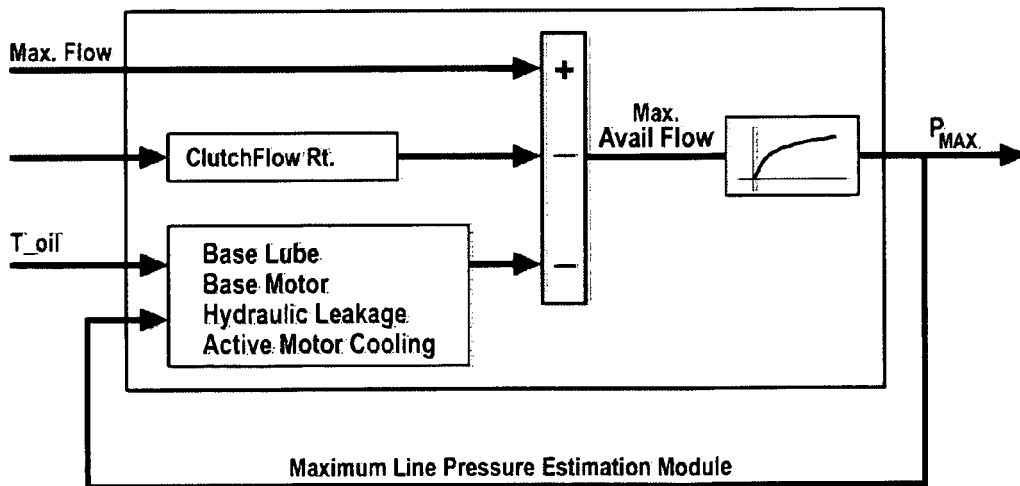 Max. Flow
+
ClutchFlow Rt.
−
Max.
Avail Flow
P MAX.
T_oil
Base Lube
Base Motor
Hydraulic Leakage
Active Motor Cooling
−
Maximum Line Pressure Estimation Module